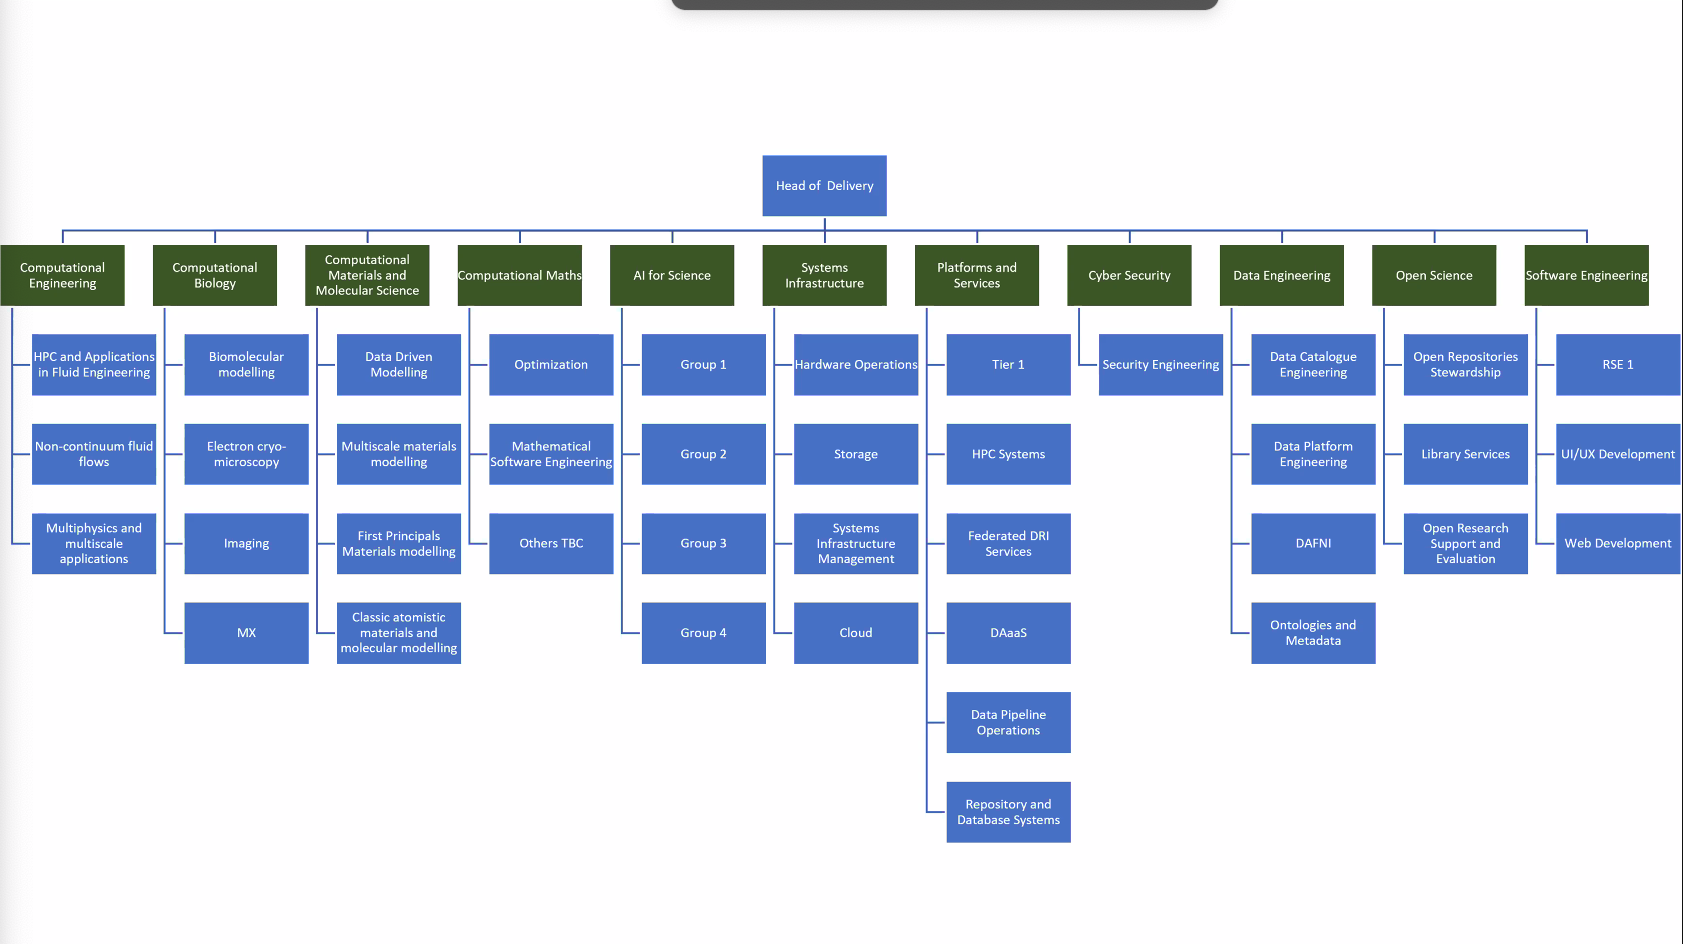 Head of  Delivery
Computational
Engineering
Computational
Biology
Computational
Materials and
Molecular Science
Computational Maths
AI for Science
Systems
Infrastructure
Platforms and
Services
Cyber Security
Data Engineering
Open Science
Software Engineering
HPC and Applications
in Fluid Engineering
Non-continuum fluid
flows
Multiphysics and
multiscale
applications
Biomolecular
modelling
Electron cryo-
microscopy
Imaging
MX
Data Driven
Modelling
Multiscale materials
modelling
First Principals
Materials modelling
Classic atomistic
materials and
molecular modelling
Optimization
Mathematical
Software Engineering
Others TBC
Group 1
Group 2
Group 3
Group 4
Hardware Operations
Storage
Systems
Infrastructure
Management
Cloud
Tier 1
HPC Systems
Federated DRI
Services
DAaaS
Data Pipeline
Operations
Repository and
Database Systems
Security Engineering
Data Catalogue
Engineering
Data Platform
Engineering
DAFNI
Ontologies and
Metadata
Open Repositories
Stewardship
Library Services
Open Research
Support and
Evaluation
RSE 1
UI/UX Development
Web Development